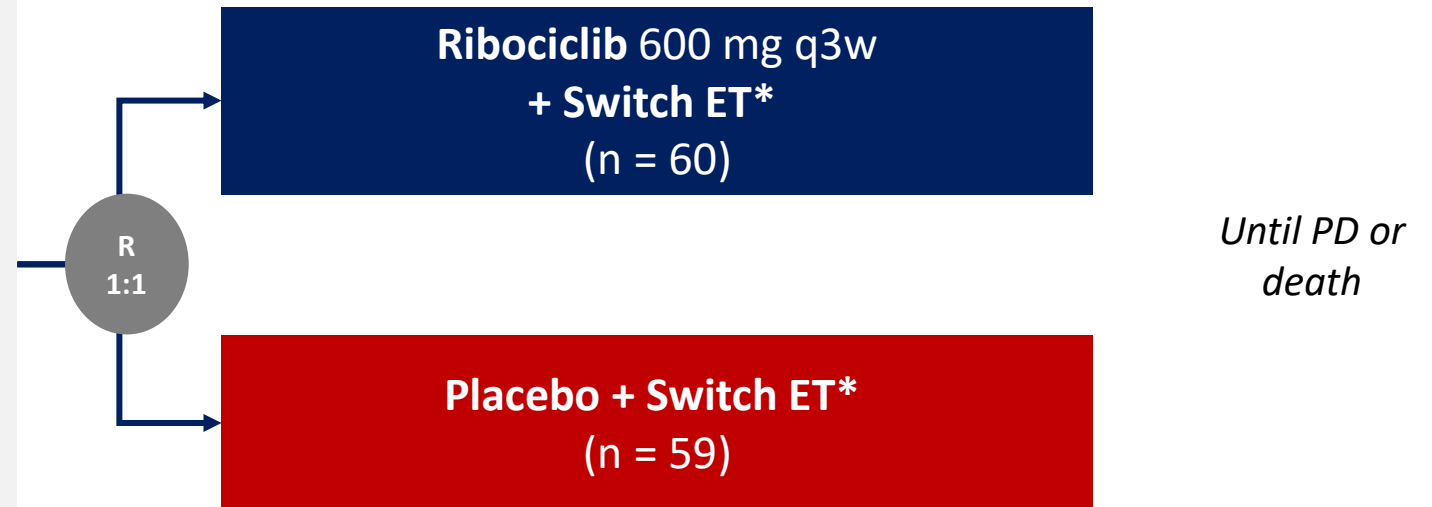 Ribociclib 600 mg q3w
+ Switch ET*
(n = 60)
R
1:1
Until PD or
death
Placebo + Switch ET*
(n = 59)